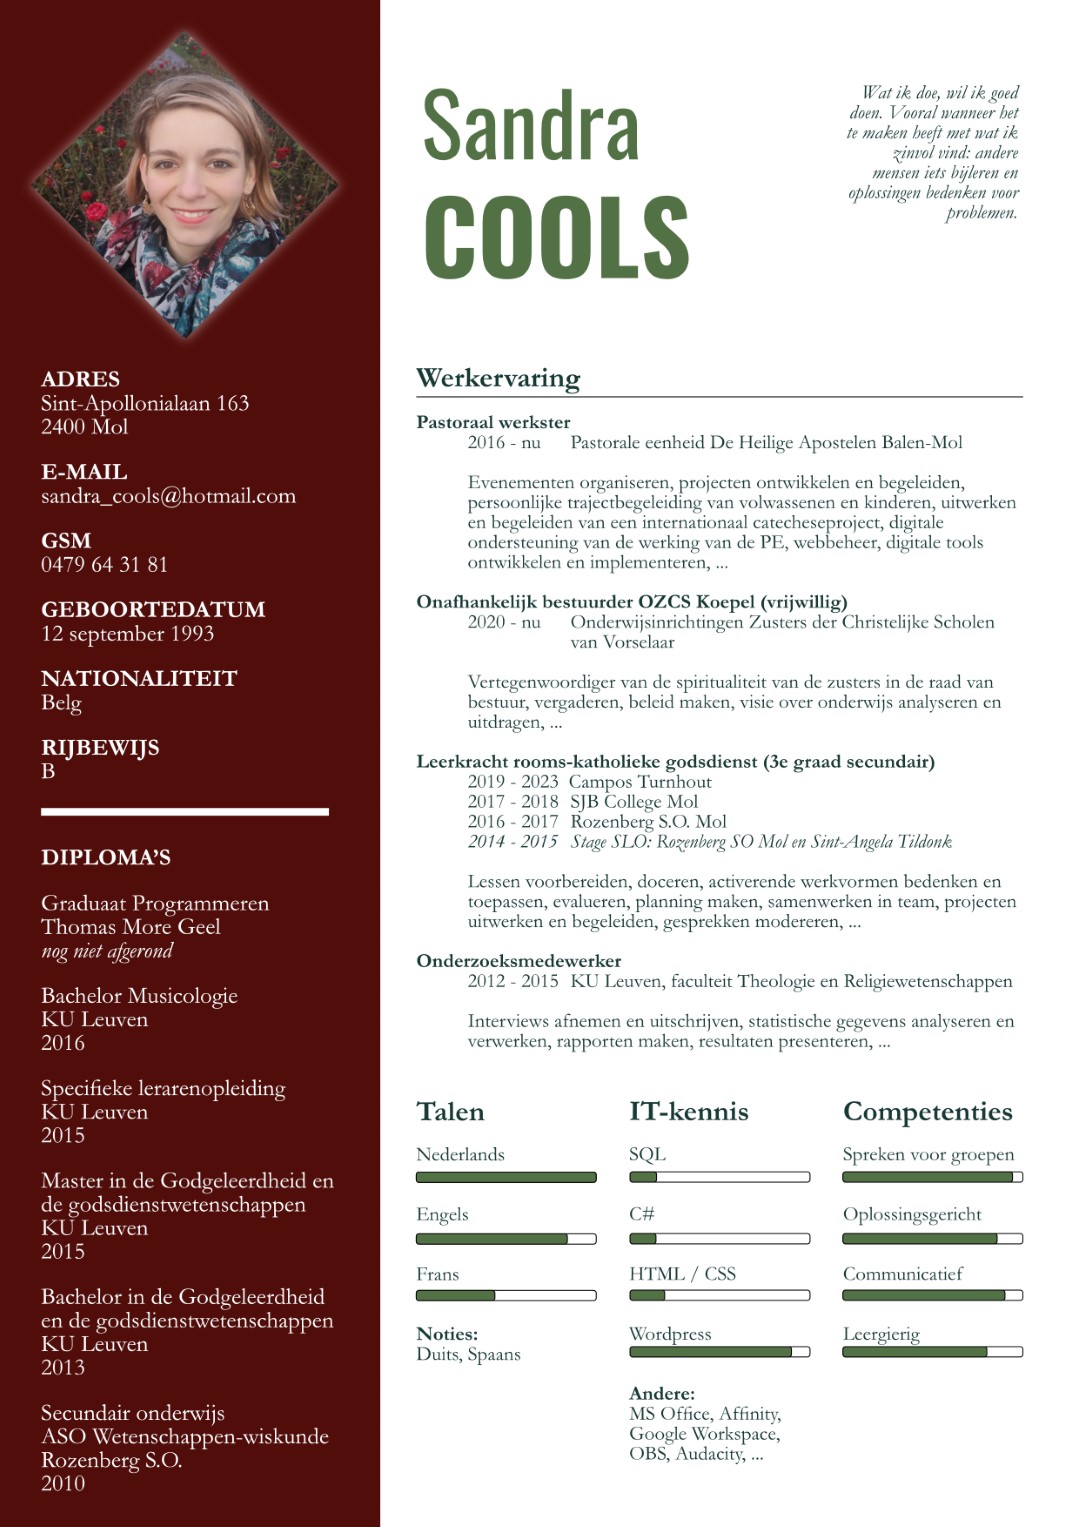 Sandra
COOLS
Wat ik doe, wil ik goed
doen. Vooral wanneer het
te maken heeft met wat ik
zinvol vind: andere
mensen iets bijleren en
oplossingen bedenken voor
problemen.
ADRES
Sint-Apollonialaan 163
2400 Mol
E-MAIL
sandra_cools@hotmail.com
GSM
0479 64 31 81
GEBOORTEDATUM
12 september 1993
NATIONALITEIT
Belg
RIJBEWIJS
B
DIPLOMA'S
Graduaat Programmeren
Thomas More Geel
nog niet afgerond
Bachelor Musicologie
KU Leuven
2016
Specifieke lerarenopleiding
KU Leuven
2015
Master in de Godgeleerdheid en
de godsdienstwetenschappen
KU Leuven
2015
Bachelor in de Godgeleerdheid
en de godsdienstwetenschappen
KU Leuven
2013
Secundair onderwijs
ASO Wetenschappen-wiskunde
Rozenberg S.O.
2010
Werkervaring
Pastoraal werkster
2016 - nu Pastorale eenheid De Heilige Apostelen Balen-Mol
Evenementen organiseren, projecten ontwikkelen en begeleiden,
persoonlijke trajectbegeleiding van volwassenen en kinderen, uitwerken
en begeleiden van een internationaal catecheseproject, digitale
ondersteuning van de werking van de PE, webbeheer, digitale tools
ontwikkelen en implementeren, ...
Onafhankelijk bestuurder OZCS Koepel (vrijwillig)
2020 - nu Onderwijsinrichtingen Zusters der Christelijke Scholen
van Vorselaar
Vertegenwoordiger van de spiritualiteit van de zusters in de raad van
bestuur, vergaderen, beleid maken, visie over onderwijs analyseren en
uitdragen, ...
Leerkracht rooms-katholieke godsdienst (3e graad secundair)
2019 - 2023 Campos Turnhout
2017 - 2018 SJB College Mol
2016 - 2017 Rozenberg S.O. Mol
2014 - 2015 Stage SLO: Rozenberg SO Mol en Sint-Angela Tildonk
Lessen voorbereiden, doceren, activerende werkvormen bedenken en
toepassen, evalueren, planning maken, samenwerken in team, projecten
uitwerken en begeleiden, gesprekken modereren, ...
Onderzoeksmedewerker
2012 - 2015 KU Leuven, faculteit Theologie en Religiewetenschappen
Interviews afnemen en uitschrijven, statistische gegevens analyseren en
verwerken, rapporten maken, resultaten presenteren, ...
Talen
Nederlands
Engels
Frans
Noties:
Duits, Spaans
IT-kennis
SQL
C#
HTML / CSS
Wordpress
Andere:
MS Office, Affinity,
Google Workspace,
OBS, Audacity, ...
Competenties
Spreken voor groepen
Oplossingsgericht
Communicatief
Leergierig